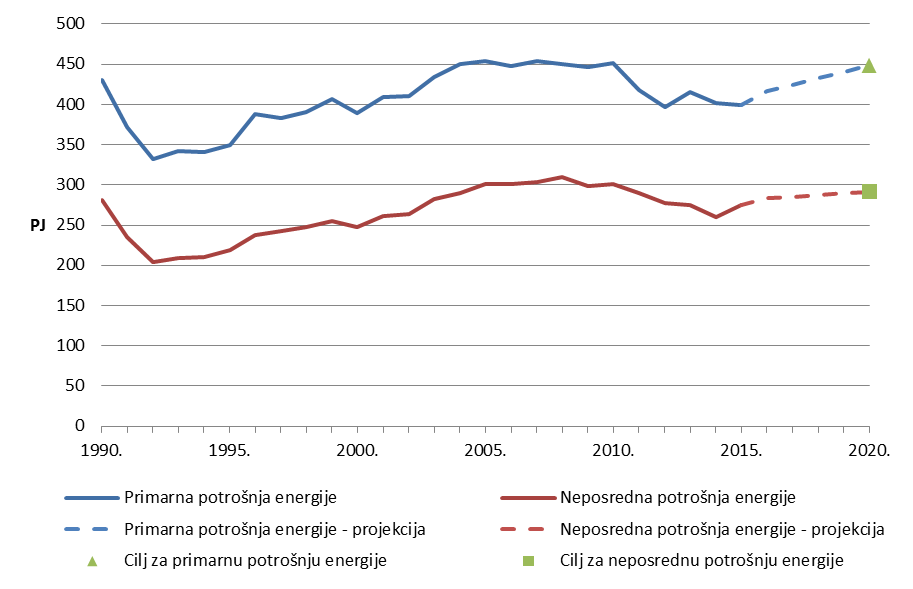 500
450
400
350
300
PJ 250
200
150
100
50
0
1990. 1995. 2000. 2005. 2010. 2015. 2020.
Primarna potrošnja energije Neposredna potrošnja energije
Primarna potrošnja energije - projekcija Neposredna potrošnja energije - projekcija
Cilj za primarnu potrošnju energije Cilj za neposrednu potrošnju energije